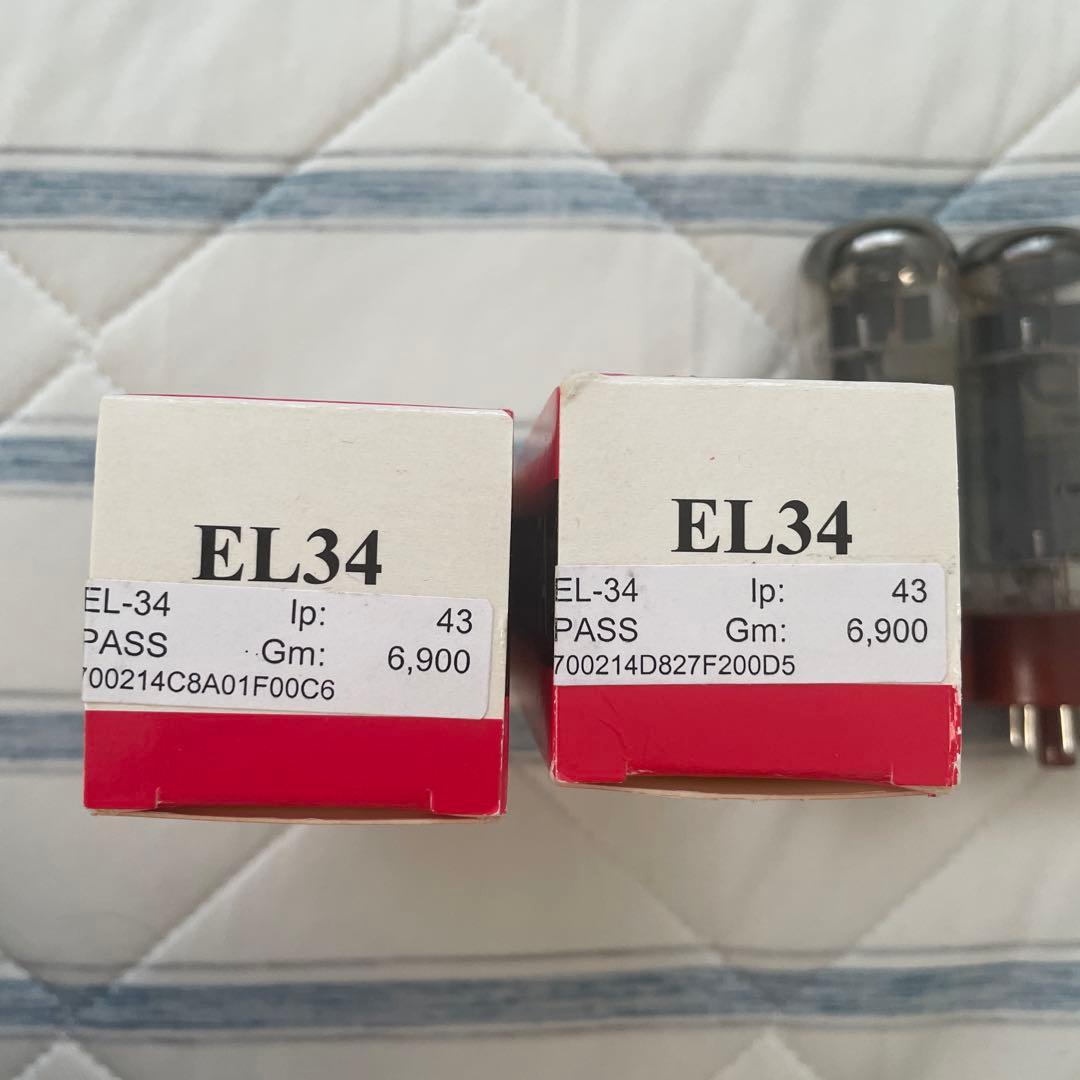 EL34
EL-34 Ip: 43
PASS Gm: 6,900
700214C8A01F00C6
EL34
EL-34 Ip: 43
PASS Gm: 6,900
700214D827F200D5